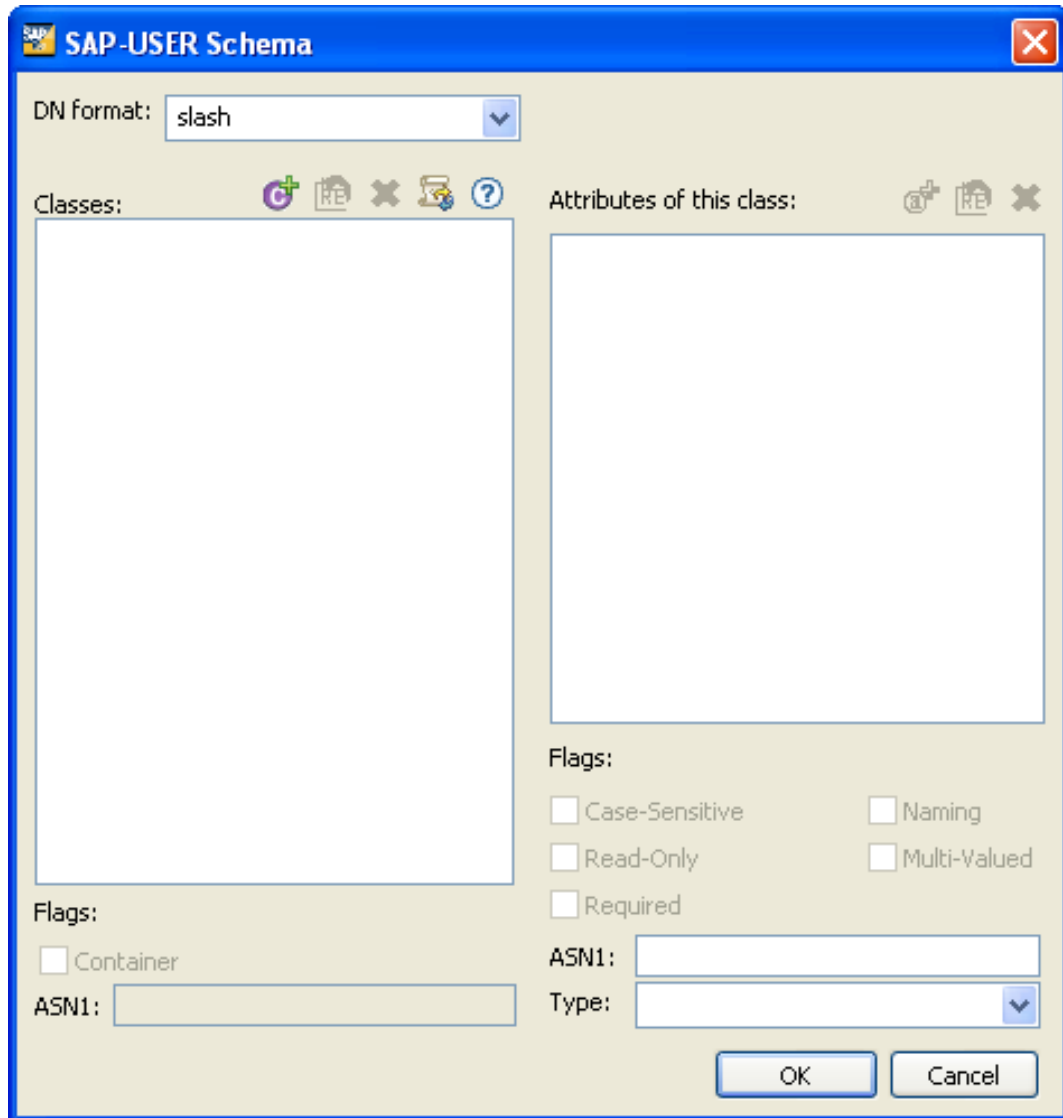 SAP-USER Schema
DN format: slash
Classes:
Attributes of this class:
Flags:
Container
ASN1:
Flags:
Case-Sensitive Naming
Read-Only Multi-Valued
Required
ASN1:
Type:
OK Cancel